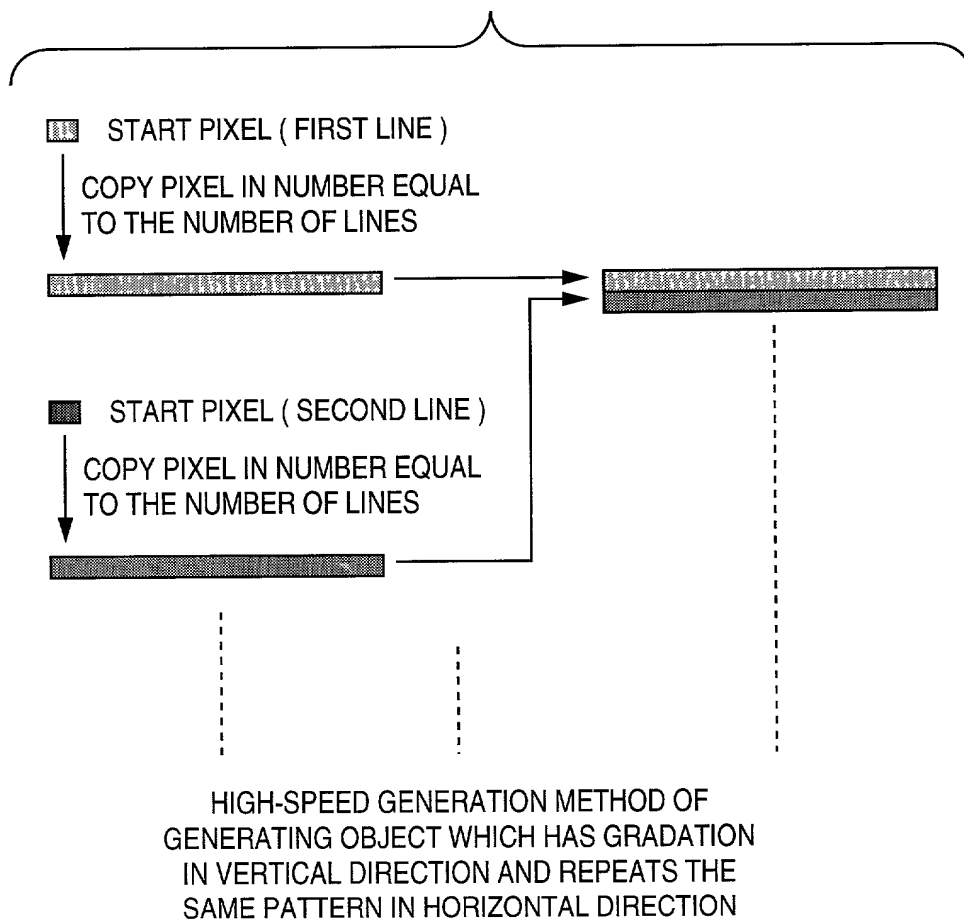 START PIXEL ( FIRST LINE )
COPY PIXEL IN NUMBER EQUAL
TO THE NUMBER OF LINES
START PIXEL ( SECOND LINE )
COPY PIXEL IN NUMBER EQUAL
TO THE NUMBER OF LINES
HIGH-SPEED GENERATION METHOD OF
GENERATING OBJECT WHICH HAS GRADATION
IN VERTICAL DIRECTION AND REPEATS THE
SAME PATTERN IN HORIZONTAL DIRECTION